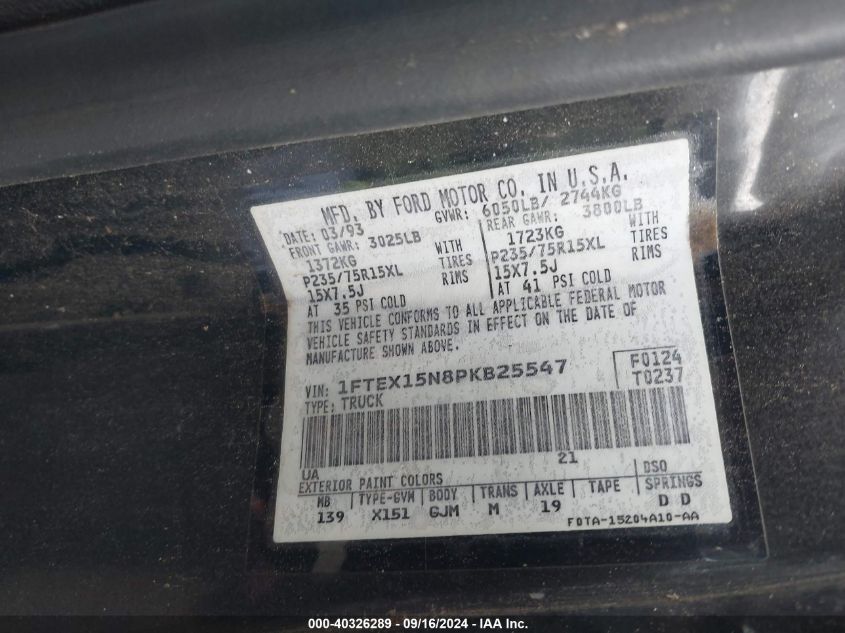 MFD. BY FORD MOTOR CO. IN U.S.A.
DATE: 03/93 GVWR: 6050LB/ 2744KG
FRONT GAWR: 3025LB REAR GAWR: 3800LB
1372KG WITH 1723KG WITH
P235/75R15XL TIRES P235/75R15XL TIRES
15X7.5J RIMS 15X7.5J RIMS
AT 35 PSI COLD AT 41 PSI COLD
THIS VEHICLE CONFORMS TO ALL APPLICABLE FEDERAL MOTOR
VEHICLE SAFETY STANDARDS IN EFFECT ON THE DATE OF
MANUFACTURE SHOWN ABOVE.
VIN: 1FTEX15N8PKB25547 F0124
TYPE: TRUCK T0237
UA 21
EXTERIOR PAINT COLORS DSO
MB TYPE-GVM BODY TRANS AXLE TAPE SPRINGS
139 X151 GJM M 19 D D
F0TA-15204A10-AA
000-40326289 - 09/16/2024 - IAA Inc.